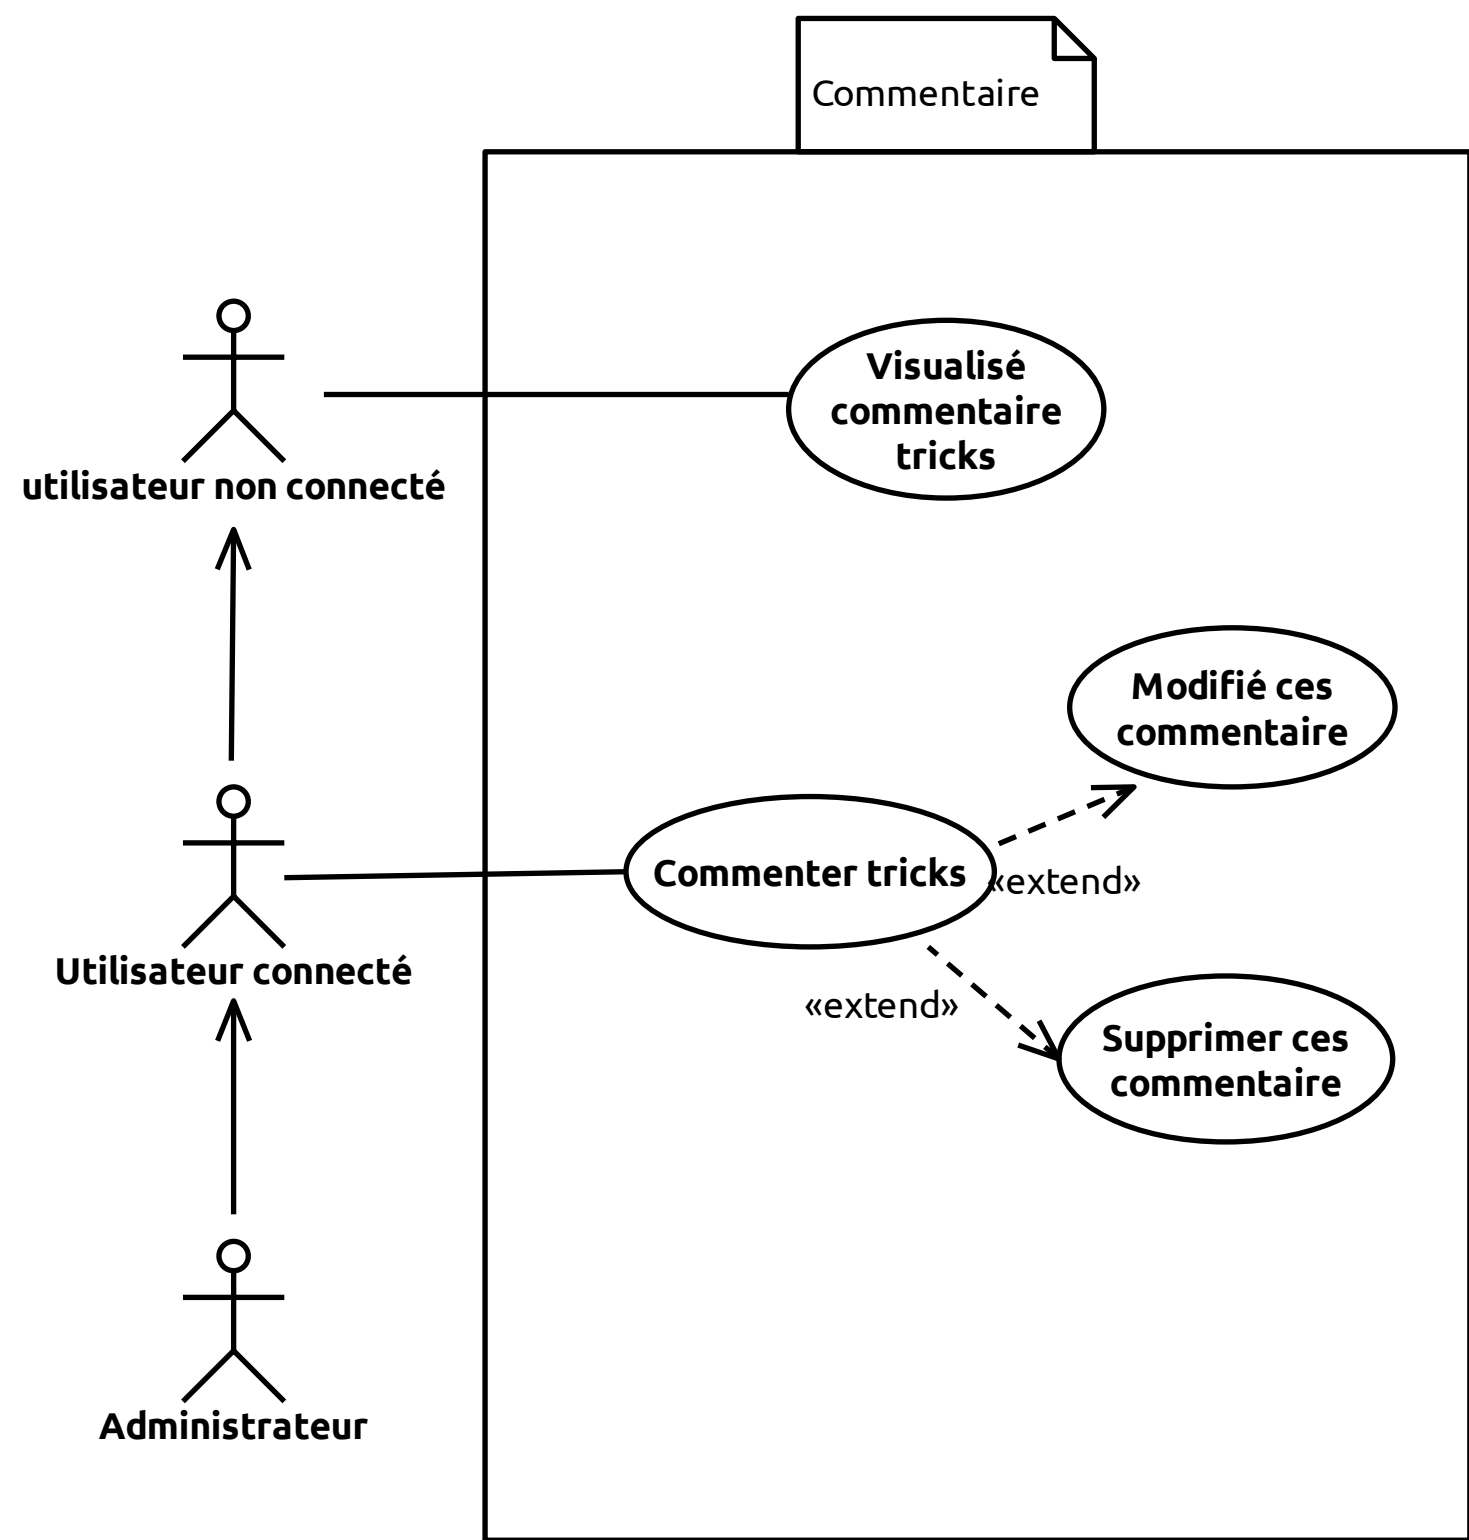 Commentaire
Visualisé
commentaire
tricks
utilisateur non connecté
Modifié ces
commentaire
Commenter tricks
«extend»
Utilisateur connecté
«extend»
Supprimer ces
commentaire
Administrateur